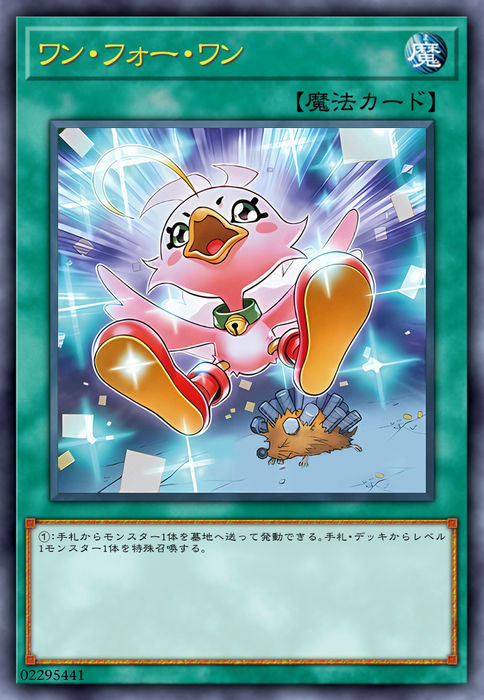 ワン・フォー・ワン
魔
【魔法カード】
①：手札からモンスター1体を墓地へ送って発動できる。手札・デッキからレベル
1モンスター1体を特殊召喚する。
02295441